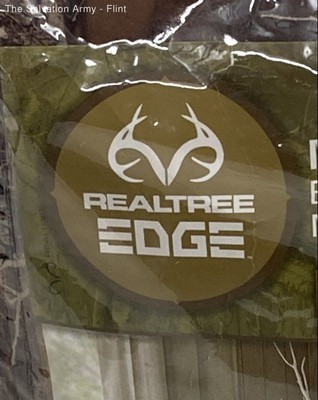 The Salvation Army - Flint
REALTREE
EDGE